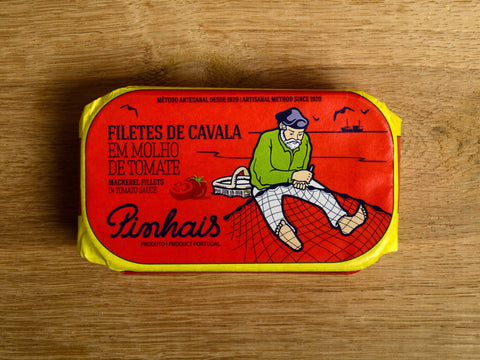 MÉTODO ARTESANAL DESDE 1920 | ARTISANAL METHOD SINCE 1920
FILETES DE CAVALA
EM MOLHO
DE TOMATE
MACKEREL FILLETS
IN TOMATO SAUCE
Pinhais
PRODUTO | PRODUCT PORTUGAL